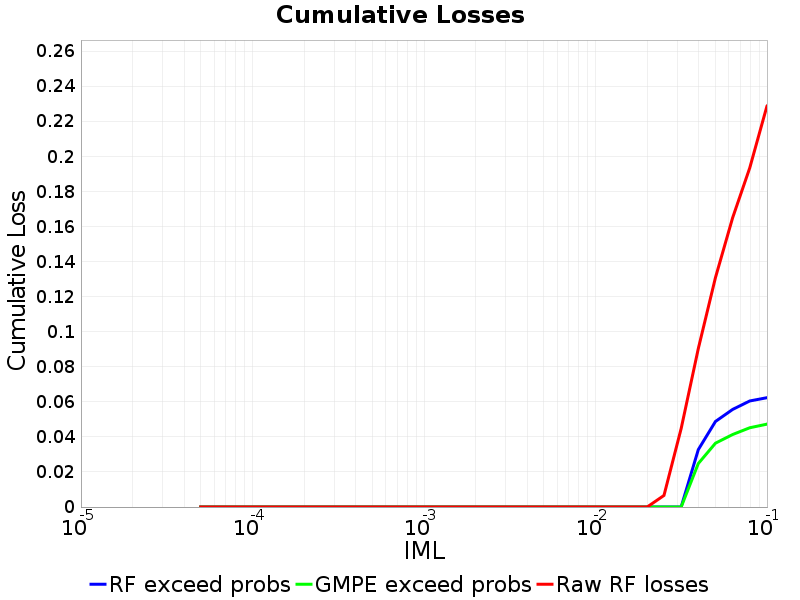 Cumulative Losses
Cumulative Loss
0.26
0.24
0.22
0.2
0.18
0.16
0.14
0.12
0.1
0.08
0.06
0.04
0.02
0
10^-5 10^-4 10^-3 10^-2 10^-1
IML
RF exceed probs GMPE exceed probs Raw RF losses